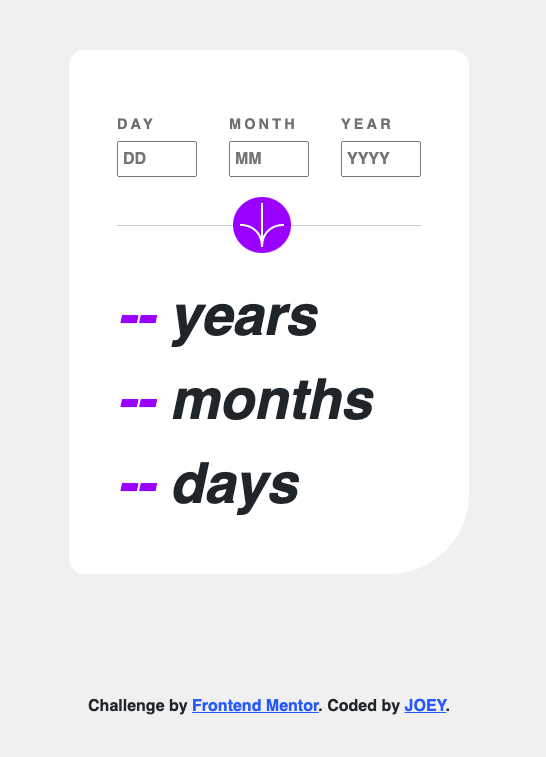 DAY MONTH YEAR
DD MM YYYY
-- years
-- months
-- days
Challenge by Frontend Mentor. Coded by JOEY.